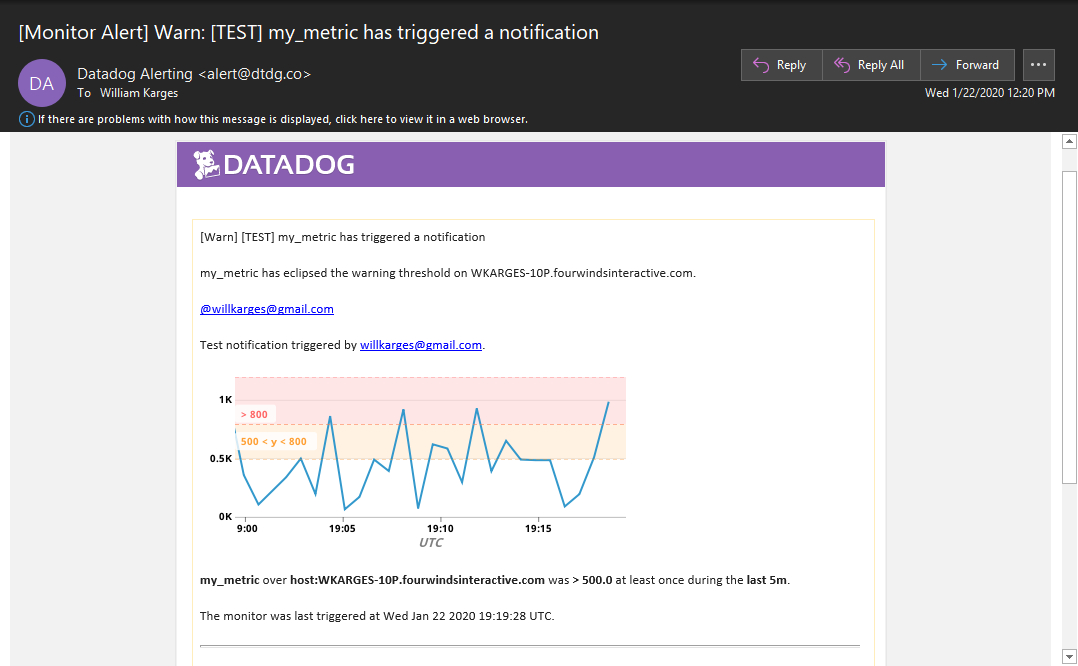 [Monitor Alert] Warn: [TEST] my_metric has triggered a notification
DA
Datadog Alerting <alert@dtdg.co>
To William Karges
Reply
Reply All
Forward
Wed 1/22/2020 12:20 PM
If there are problems with how this message is displayed, click here to view it in a web browser.
DATADOG
[Warn] [TEST] my_metric has triggered a notification
my_metric has eclipsed the warning threshold on WKARGES-10P.fourwindsinteractive.com.
@willkarges@gmail.com
Test notification triggered by willkarges@gmail.com.
1K
> 800
500 < y < 800
0.5K
0K
9:00 19:05 19:10 19:15
UTC
my_metric over host:WKARGES-10P.fourwindsinteractive.com was > 500.0 at least once during the last 5m.
The monitor was last triggered at Wed Jan 22 2020 19:19:28 UTC.